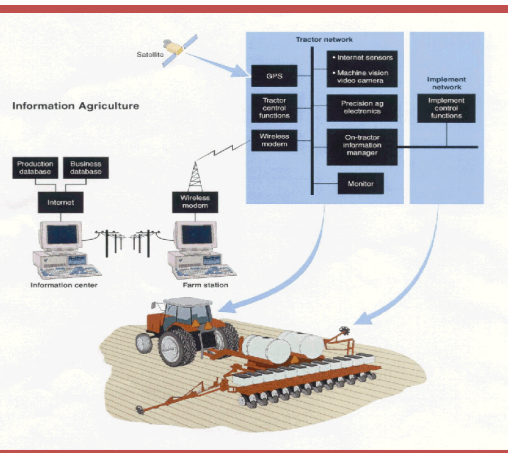 Satellite
Tractor network
GPS
• Internet sensors
• Machine vision
video camera
Implement
network
Tractor
control
functions
Precision ag
electronics
Implement
control
functions
Information Agriculture
Wireless
modem
On-tractor
information
manager
Monitor
Production
database
Business
database
Internet
Wireless
modem
Information center
Farm station